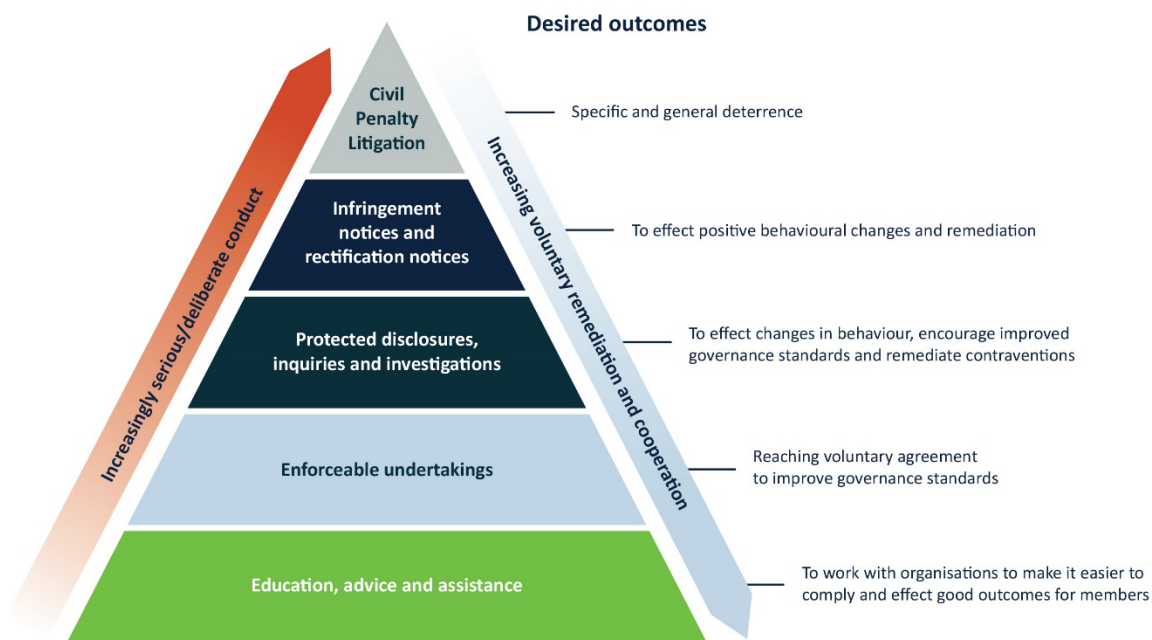 Desired outcomes
Civil
Penalty
Litigation
Specific and general deterrence
Infringement
notices and
rectification notices
To effect positive behavioural changes and remediation
Protected disclosures,
inquiries and investigations
To effect changes in behaviour, encourage improved
governance standards and remediate contraventions
Enforceable undertakings
Reaching voluntary agreement
to improve governance standards
Education, advice and assistance
To work with organisations to make it easier to
comply and effect good outcomes for members
Increasingly serious/deliberate conduct
Increasing voluntary remediation and cooperation